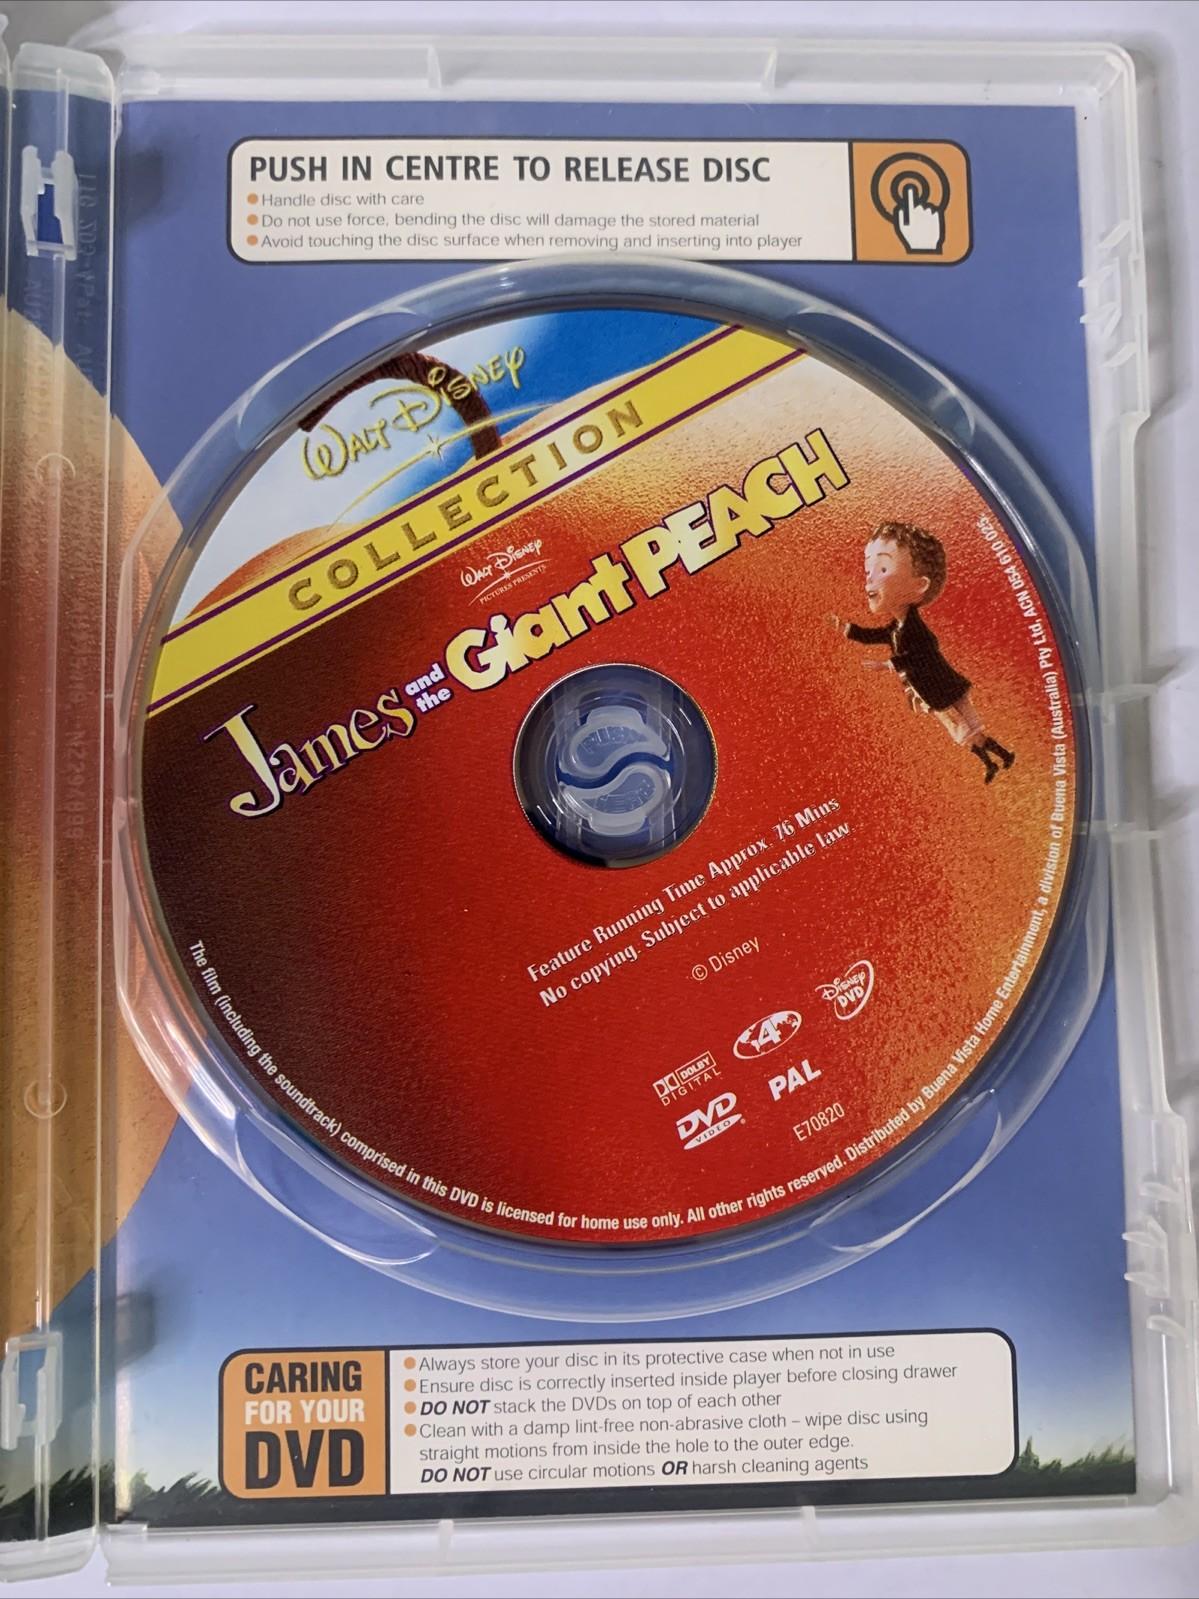 PUSH IN CENTRE TO RELEASE DISC
Handle disc with care
Do not use force, bending the disc will damage the stored material
Avoid touching the disc surface when removing and inserting into player
WALT DISNEY
COLLECTION
WALT DISNEY
PICTURES PRESENTS
James and the Giant PEACH
Feature Running Time Approx. 76 Mins
No copying. Subject to applicable law.
© Disney
DISNEY DVD
4
DOLBY DIGITAL
DVD VIDEO
PAL
E70820
The film (including the soundtrack) comprised in this DVD is licensed for home use only. All other rights reserved. Distributed by Buena Vista Home Entertainment, a division of Buena Vista (Australia) Pty Ltd, ACN 054 610 025
CARING
FOR YOUR
DVD
Always store your disc in its protective case when not in use
Ensure disc is correctly inserted inside player before closing drawer
DO NOT stack the DVDs on top of each other
Clean with a damp lint-free non-abrasive cloth – wipe disc using
straight motions from inside the hole to the outer edge.
DO NOT use circular motions OR harsh cleaning agents